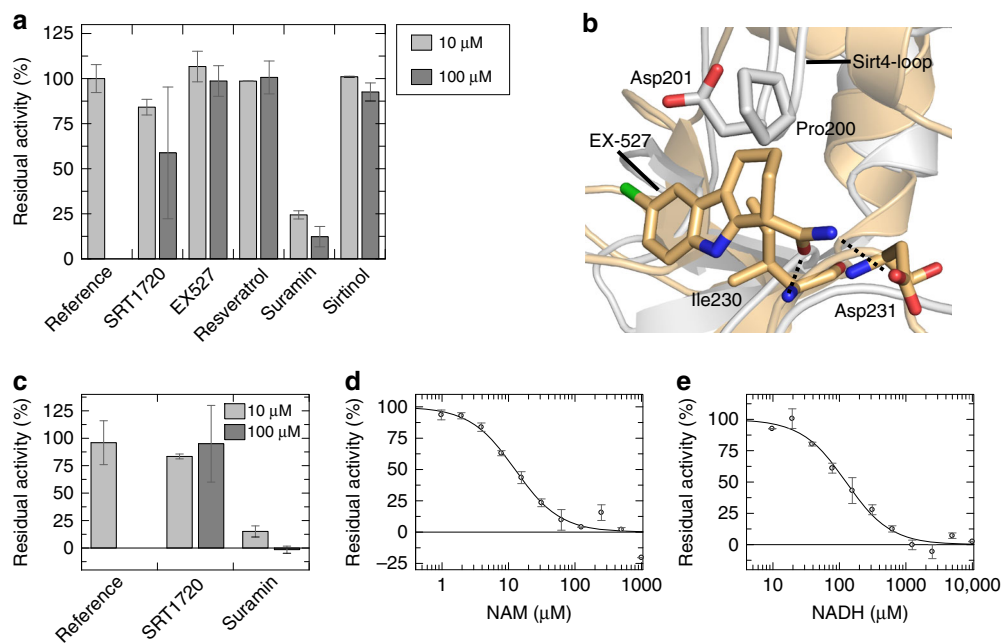 a
Residual activity (%)
125
100
75
50
25
0
Reference
SRT1720
EX527
Resveratrol
Suramin
Sirtinol
10 μM
100 μM
b
Asp201
Sirt4-loop
Pro200
EX-527
Ile230
Asp231
c
Residual activity (%)
125
100
75
50
25
0
Reference
SRT1720
Suramin
10 μM
100 μM
d
Residual activity (%)
100
75
50
25
0
−25
1
10
100
1000
NAM (μM)
e
Residual activity (%)
100
75
50
25
0
10
100
1000
10,000
NADH (μM)